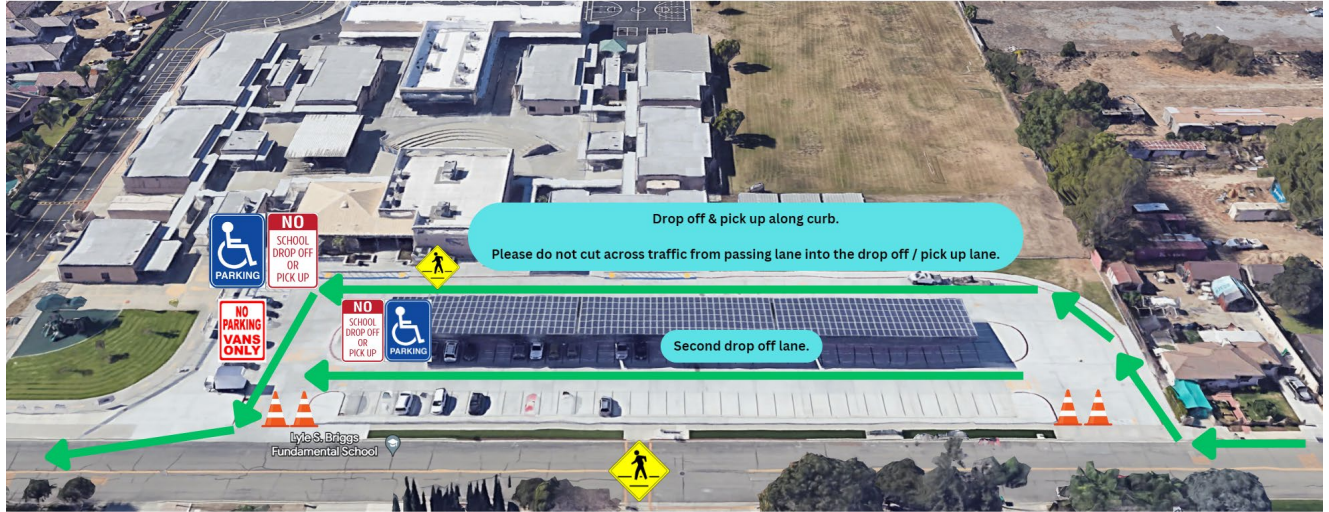 Drop off & pick up along curb.
Please do not cut across traffic from passing lane into the drop off / pick up lane.
PARKING
NO
SCHOOL
DROP OFF
OR
PICK UP
NO
PARKING
VANS
ONLY
NO
SCHOOL
DROP OFF
OR
PICK UP
PARKING
Second drop off lane.
Lyle S. Briggs
Fundamental School